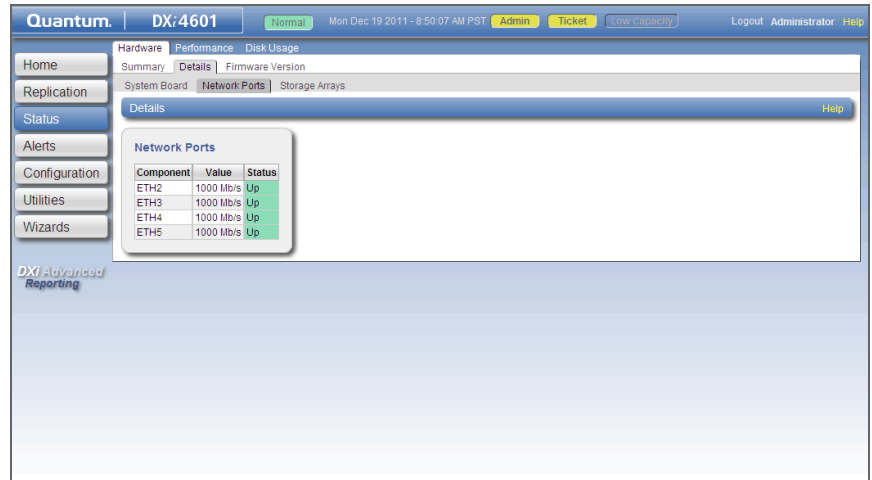 Quantum. DXi4601 Normal Mon Dec 19 2011 - 8:50:07 AM PST Admin Ticket Low Capacity Logout Administrator Help
Hardware Performance Disk Usage
Home
Summary Details Firmware Version
Replication
System Board Network Ports Storage Arrays
Status
Details Help
Alerts
Network Ports
Configuration
Component Value Status
ETH2 1000 Mb/s Up
Utilities
ETH3 1000 Mb/s Up
ETH4 1000 Mb/s Up
Wizards
ETH5 1000 Mb/s Up
DXi Advanced
Reporting